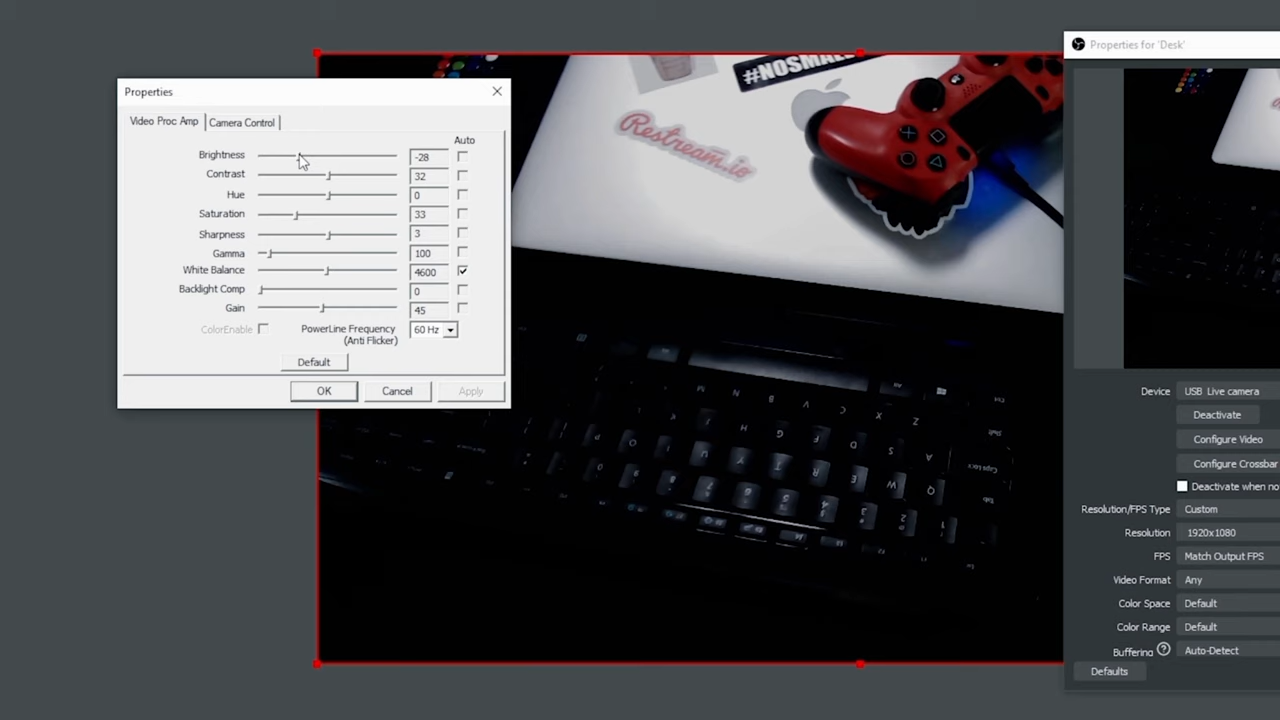 Properties
Video Proc Amp
Camera Control
Auto
Brightness -28
Contrast 32
Hue 0
Saturation 33
Sharpness 3
Gamma 100
White Balance 4600
Backlight Comp 0
Gain 45
ColorEnable
PowerLine Frequency 60 Hz
(Anti Flicker)
Default
OK Cancel Apply
Restream.io
Properties for 'Desk'
Device USB Live camera
Deactivate
Configure Video
Configure Crossbar
Deactivate when no
Resolution/FPS Type Custom
Resolution 1920x1080
FPS Match Output FPS
Video Format Any
Color Space Default
Color Range Default
Buffering ? Auto-Detect
Defaults